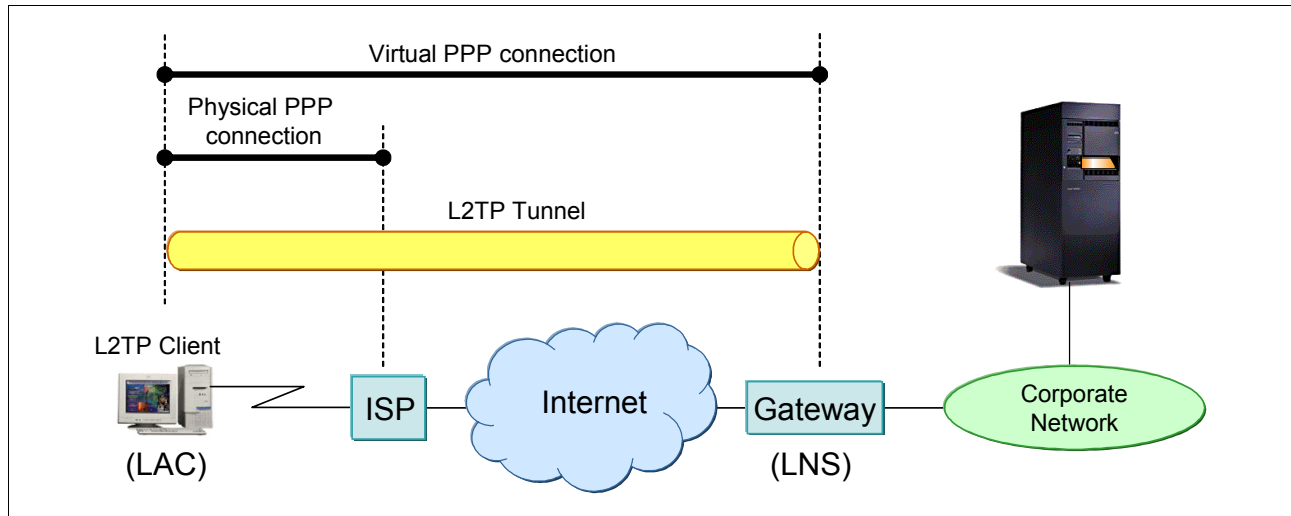 Virtual PPP connection
Physical PPP
connection
L2TP Tunnel
L2TP Client
ISP
Internet
Gateway
Corporate
Network
(LAC)
(LNS)